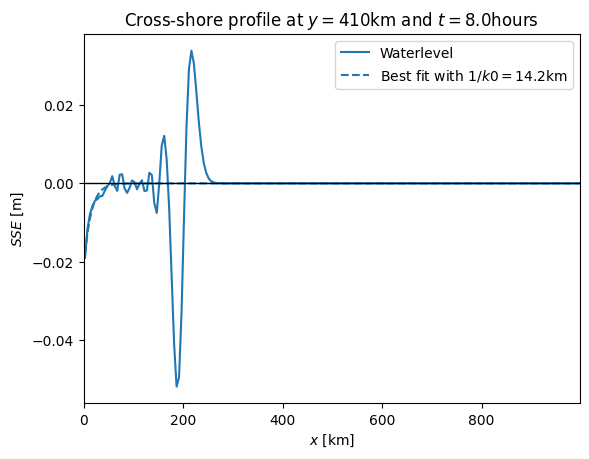 Cross-shore profile at y = 410km and t = 8.0hours
Waterlevel
Best fit with 1/k0 = 14.2km
0.02
0.00
−0.02
−0.04
SSE [m]
0 200 400 600 800
x [km]